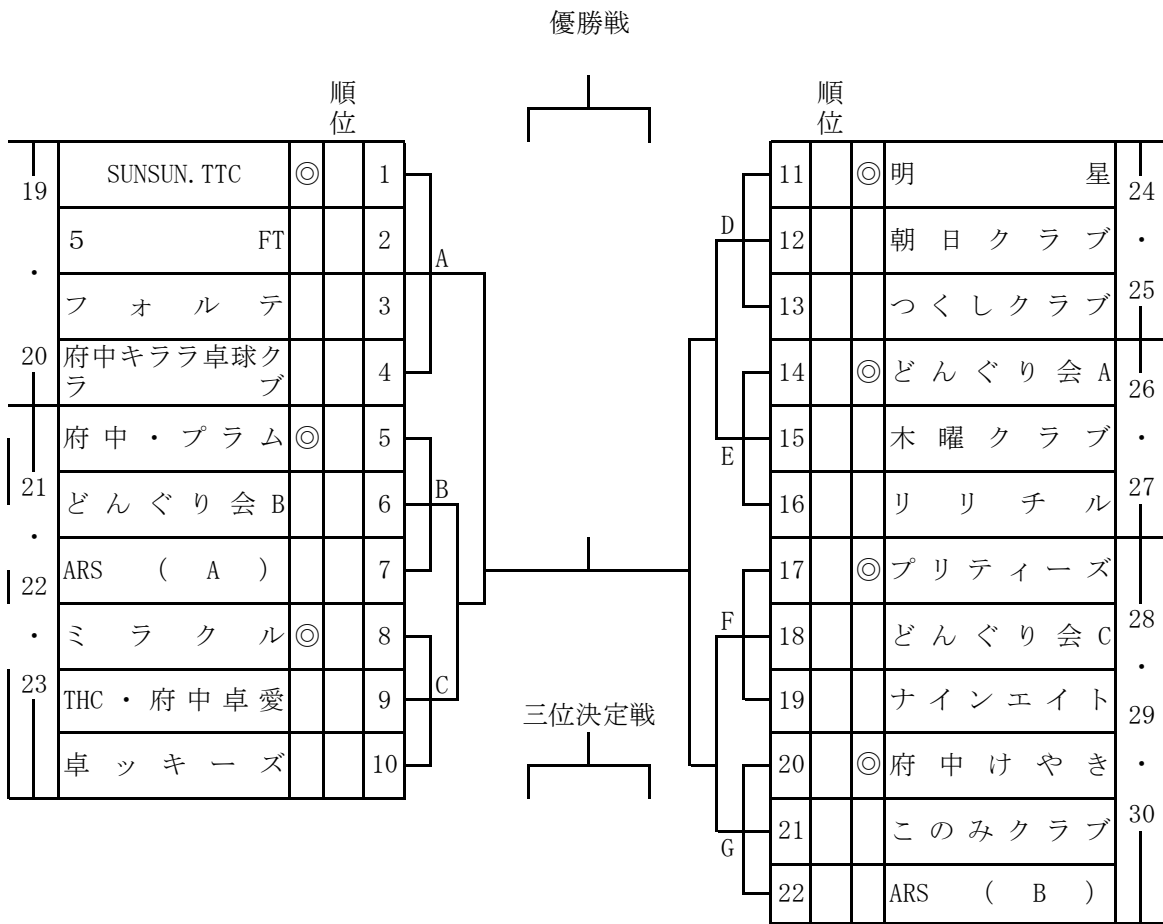 優勝戦
順位
順位
19
・
20
SUNSUN.TTC ◎ 1
5 FT 2
フォルテ 3
府中キララ卓球ク
ラブ 4
21
・
22
・
23
府中・プラム ◎ 5
どんぐり会B 6
ARS (A) 7
ミラクル ◎ 8
THC・府中卓愛 9
卓ッキーズ 10
A
B
C
三位決定戦
D
E
F
G
11 ◎ 明星
12 朝日クラブ
13 つくしクラブ
14 ◎ どんぐり会A
15 木曜クラブ
16 リリチル
17 ◎ プリティーズ
18 どんぐり会C
19 ナインエイト
20 ◎ 府中けやき
21 このみクラブ
22 ARS (B)
24
・
25
26
・
27
28
・
29
・
30